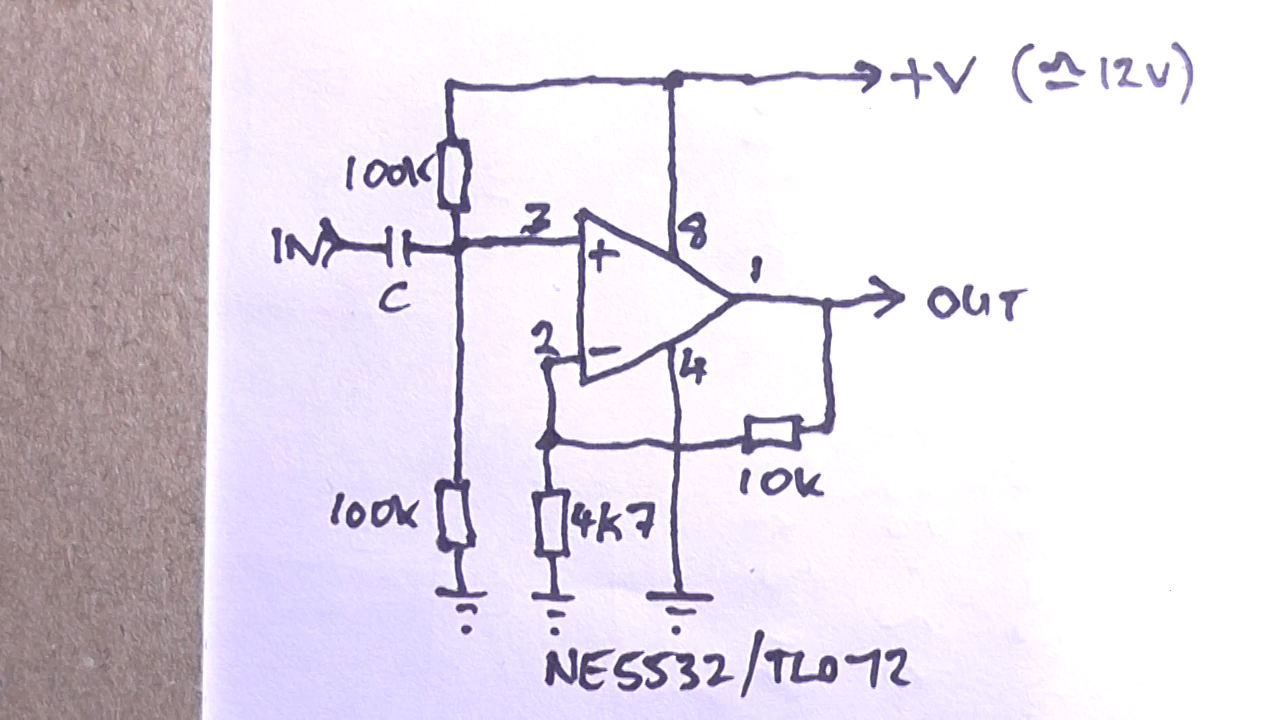 +V (≏12V)
100K
IN
C
3
+
8
1
OUT
2
-
4
10K
100K
4K7
NE5532/TL072